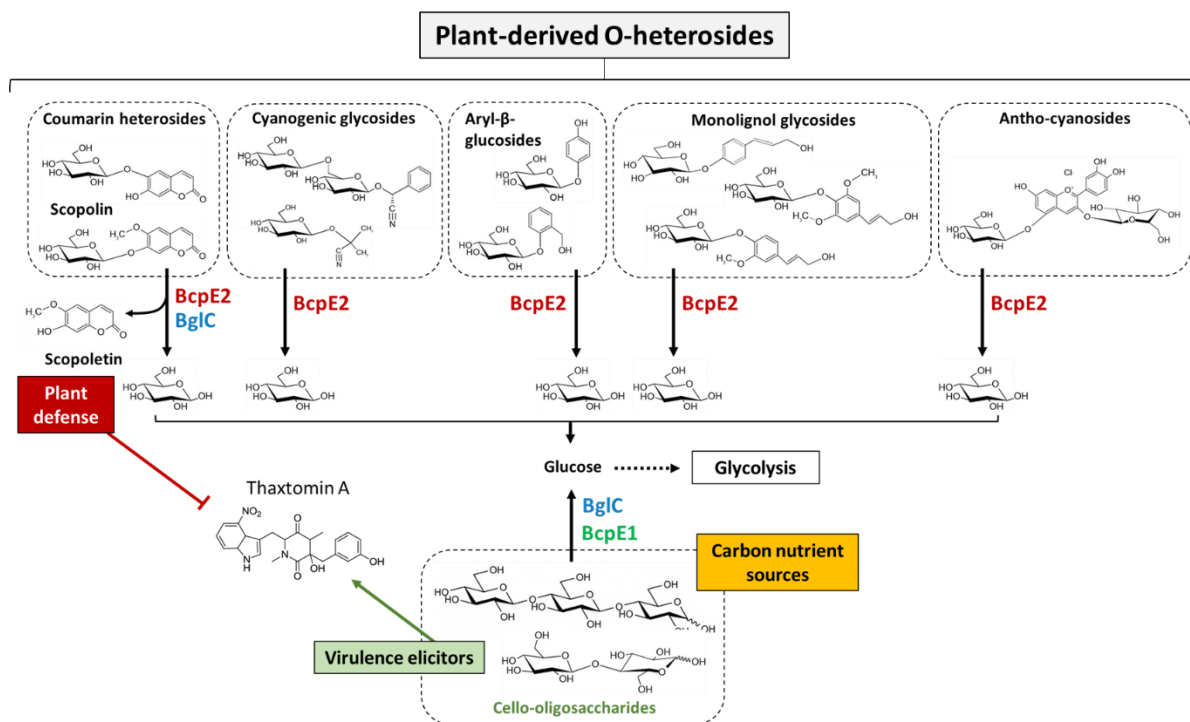 Plant-derived O-heterosides
Coumarin heterosides
Scopolin
Cyanogenic glycosides
Aryl-β-
glucosides
Monolignol glycosides
Antho-cyanosides
BcpE2
BglC
BcpE2
BcpE2
BcpE2
BcpE2
Scopoletin
Plant
defense
Glucose
Glycolysis
Thaxtomin A
BglC
BcpE1
Carbon nutrient
sources
Virulence elicitors
Cello-oligosaccharides